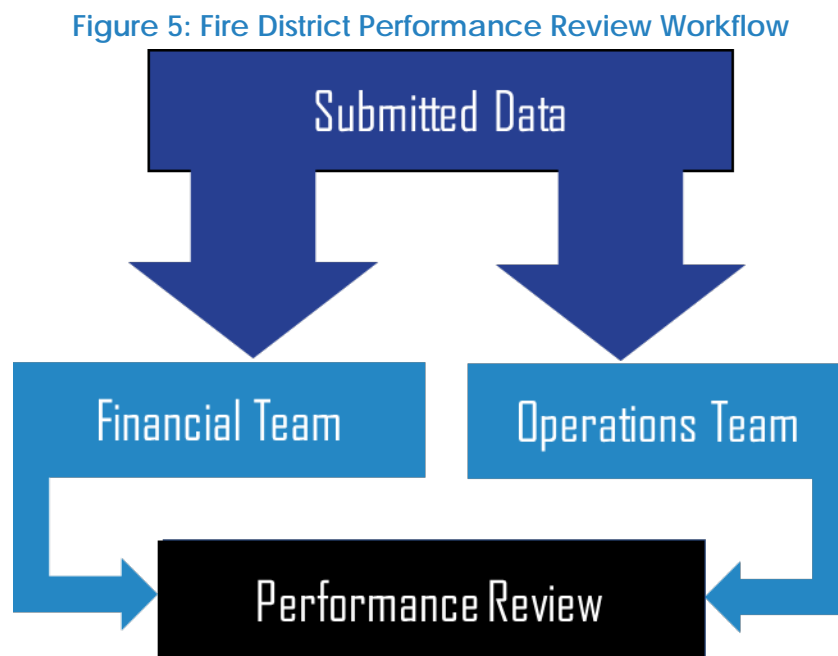 Figure 5: Fire District Performance Review Workflow
Submitted Data
Financial Team
Operations Team
Performance Review